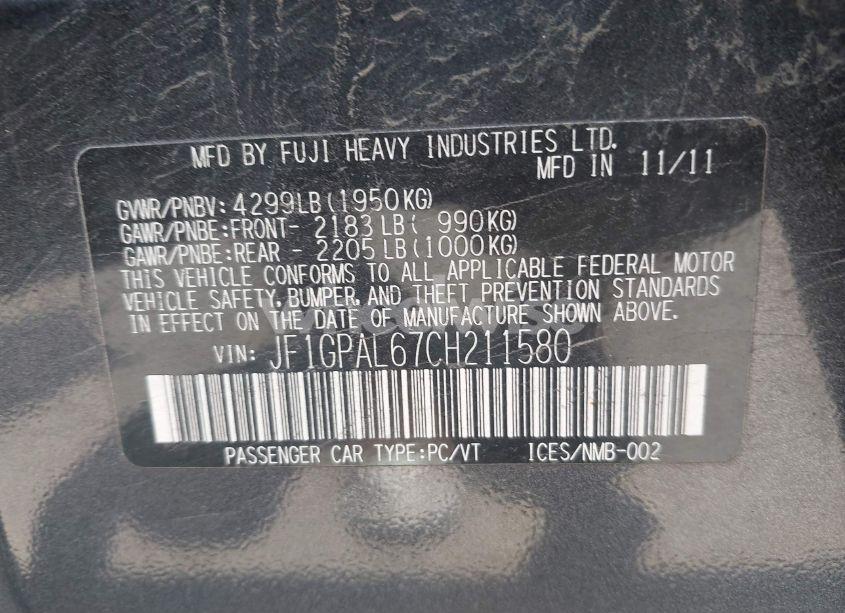 MFD BY FUJI HEAVY INDUSTRIES LTD.
MFD IN 11/11
GVWR/PNBV: 4299LB(1950KG)
GAWR/PNBE:FRONT- 2183LB( 990KG)
GAWR/PNBE:REAR - 2205LB(1000KG)
THIS VEHICLE CONFORMS TO ALL APPLICABLE FEDERAL MOTOR
VEHICLE SAFETY, BUMPER, AND THEFT PREVENTION STANDARDS
IN EFFECT ON THE DATE OF MANUFACTURE SHOWN ABOVE.
VIN: JF1GPAL67CH211580
PASSENGER CAR TYPE:PC/VT ICES/NMB-002